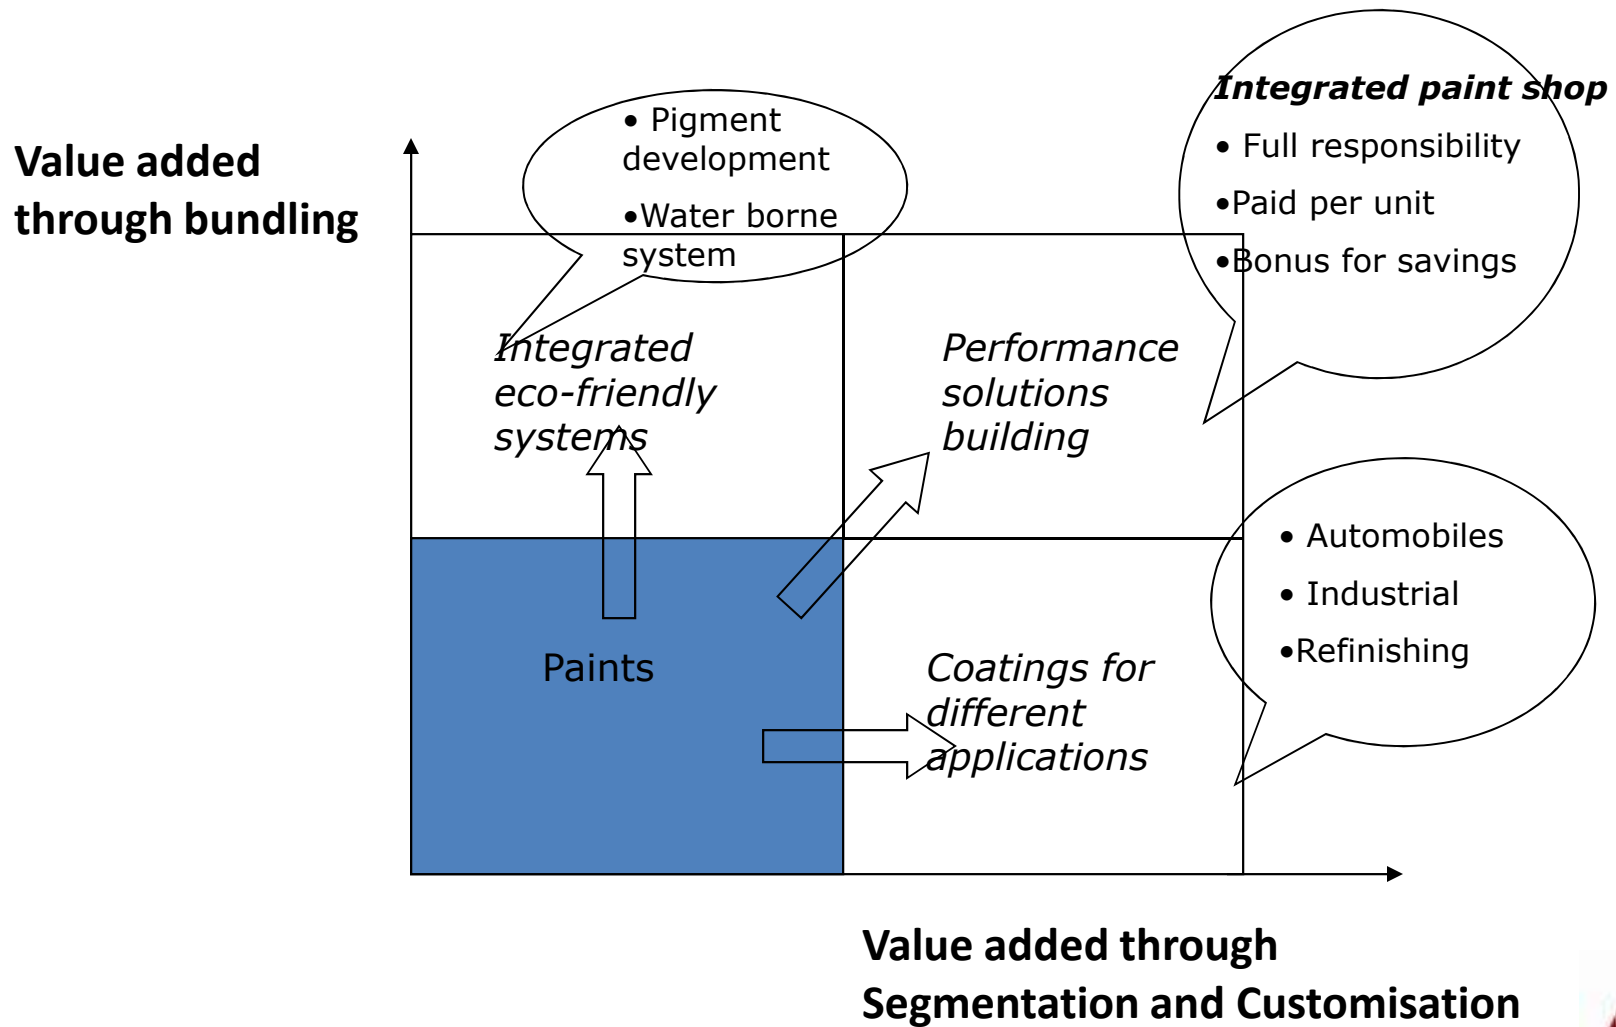 Value added
through bundling
• Pigment
development
•Water borne
system
Integrated paint shop
• Full responsibility
•Paid per unit
•Bonus for savings
Integrated
eco-friendly
systems
Performance
solutions
building
• Automobiles
• Industrial
•Refinishing
Paints
Coatings for
different
applications
Value added through
Segmentation and Customisation